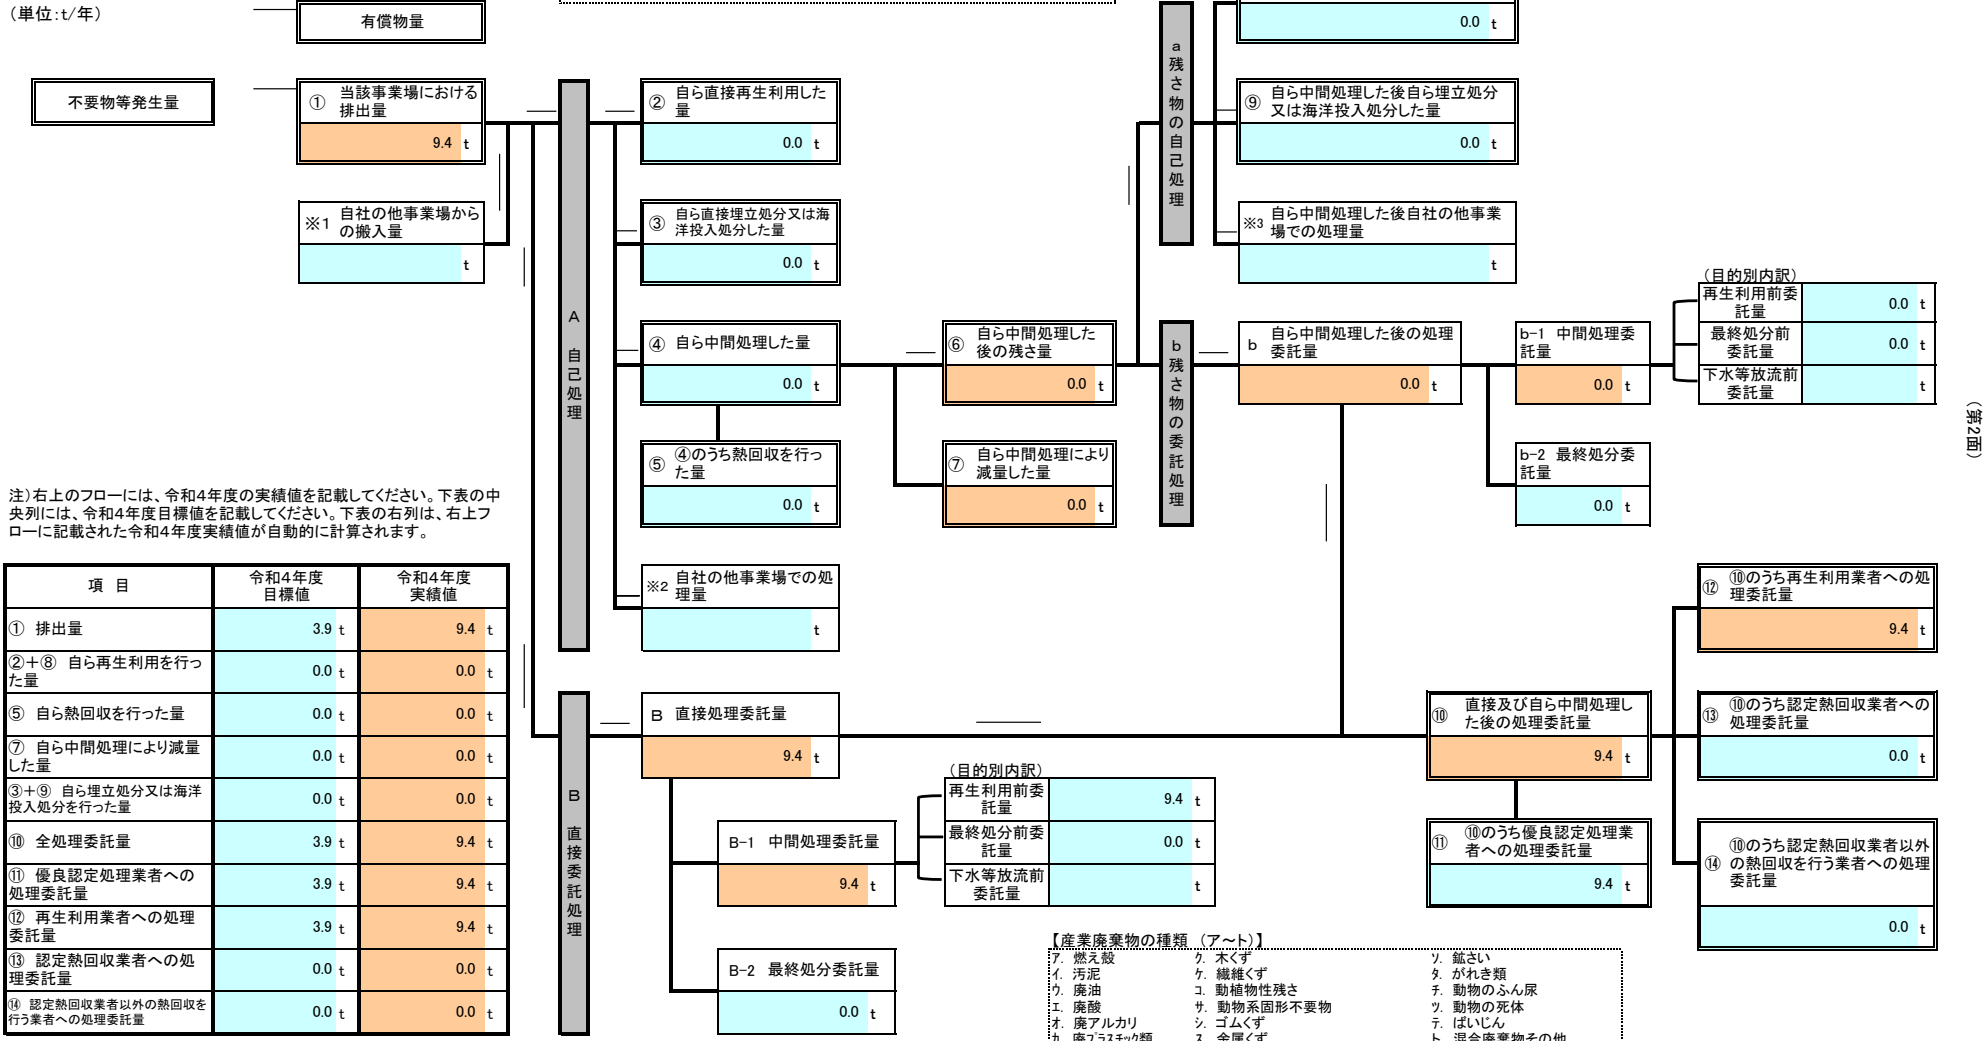 (単位:t/年)
有償物量
0.0 t
不要物等発生量
① 当該事業場における
排出量
9.4 t
② 自ら直接再生利用した
量
0.0 t
⑨ 自ら中間処理した後自ら埋立処分
又は海洋投入処分した量
0.0 t
a 残さ物の自己処理
※1 自社の他事業場から
の搬入量
t
③ 自ら直接埋立処分又は海
洋投入処分した量
0.0 t
※3 自ら中間処理した後自社の他事業
場での処理量
t
A 自己処理
④ 自ら中間処理した量
0.0 t
⑥ 自ら中間処理した
後の残さ量
0.0 t
b 残さ物の委託処理
b 自ら中間処理した後の処理
委託量
0.0 t
b-1 中間処理委
託量
0.0 t
(目的別内訳)
再生利用前委
託量
0.0 t
最終処分前
委託量
0.0 t
下水等放流前
委託量
t
(第2面)
⑤ ④のうち熱回収を行っ
た量
0.0 t
⑦ 自ら中間処理により
減量した量
0.0 t
b-2 最終処分委
託量
0.0 t
注)右上のフローには、令和4年度の実績値を記載してください。下表の中
央列には、令和4年度目標値を記載してください。下表の右列は、右上フ
ローに記載された令和4年度実績値が自動的に計算されます。
項 目 令和4年度
目標値 令和4年度
実績値
① 排出量 3.9 t 9.4 t
②+⑧ 自ら再生利用を行っ
た量 0.0 t 0.0 t
⑤ 自ら熱回収を行った量 0.0 t 0.0 t
⑦ 自ら中間処理により減量
した量 0.0 t 0.0 t
③+⑨ 自ら埋立処分又は海洋
投入処分を行った量 0.0 t 0.0 t
⑩ 全処理委託量 3.9 t 9.4 t
⑪ 優良認定処理業者への
処理委託量 3.9 t 9.4 t
⑫ 再生利用業者への処理
委託量 3.9 t 9.4 t
⑬ 認定熱回収業者への処
理委託量 0.0 t 0.0 t
⑭ 認定熱回収業者以外の熱回収を
行う業者への処理委託量 0.0 t 0.0 t
※2 自社の他事業場での処
理量
t
B 直接委託処理
B 直接処理委託量
9.4 t
B-1 中間処理委託量
9.4 t
(目的別内訳)
再生利用前委
託量
9.4 t
最終処分前委
託量
0.0 t
下水等放流前
委託量
t
B-2 最終処分委託量
0.0 t
⑩ 直接及び自ら中間処理し
た後の処理委託量
9.4 t
⑪ ⑩のうち優良認定処理業
者への処理委託量
9.4 t
⑫ ⑩のうち再生利用業者への処
理委託量
9.4 t
⑬ ⑩のうち認定熱回収業者への
処理委託量
0.0 t
⑭ ⑩のうち認定熱回収業者以外
の熱回収を行う業者への処理
委託量
0.0 t
【産業廃棄物の種類 (ア~ト)】
ア. 燃え殻 ク. 木くず ソ. 鉱さい
イ. 汚泥 ケ. 繊維くず タ. がれき類
ウ. 廃油 コ. 動植物性残さ チ. 動物のふん尿
エ. 廃酸 サ. 動物系固形不要物 ツ. 動物の死体
オ. 廃アルカリ シ. ゴムくず テ. ばいじん
カ. 廃プラスチック類 ス. 金属くず ト. 混合廃棄物その他